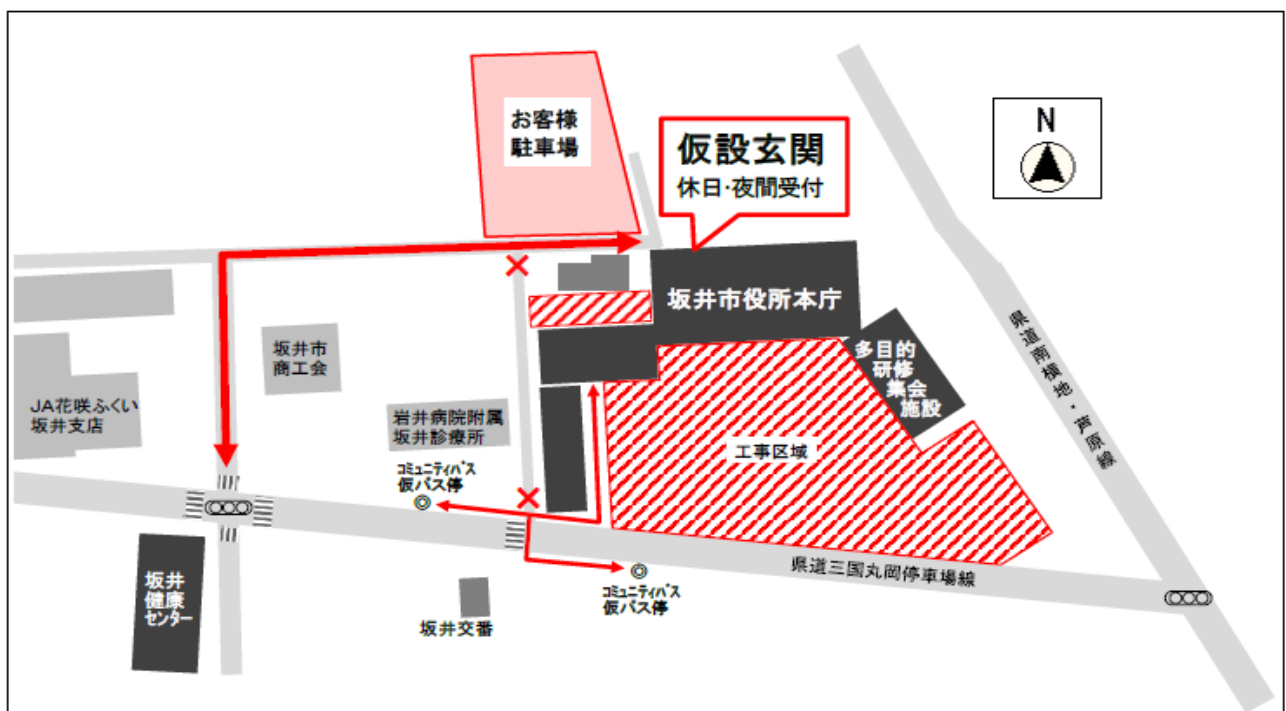 お客様
駐車場
仮設玄関
休日・夜間受付
N
坂井市役所本庁
多目的
研修
集会
施設
県道南横地・芦原線
坂井市
商工会
JA花咲ふくい
坂井支店
岩井病院附属
坂井診療所
工事区域
コミュニティバス
仮バス停
県道三国丸岡停車場線
コミュニティバス
仮バス停
坂井
健康
センター
坂井交番